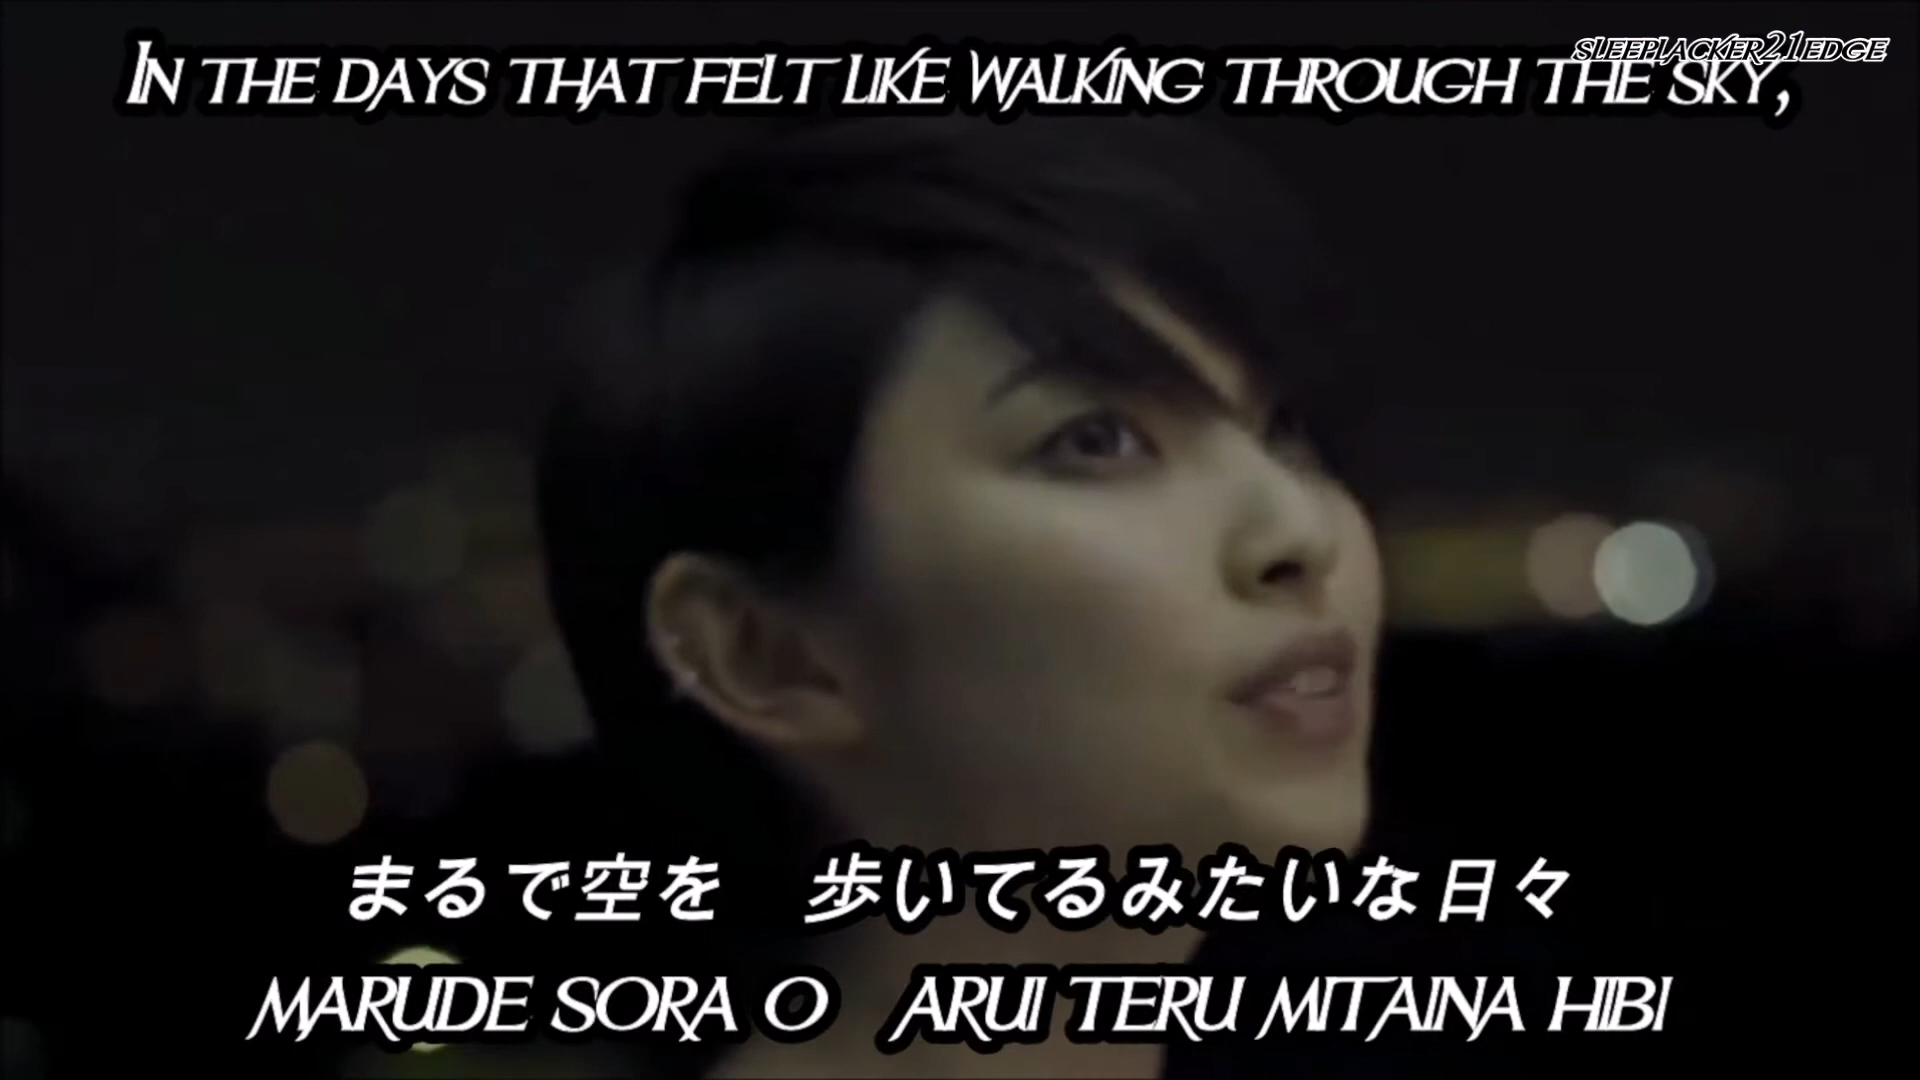 SLEEPJACKER21EDGE
IN THE DAYS THAT FELT LIKE WALKING THROUGH THE SKY,
まるで空を 歩いてるみたいな日々
MARUDE SORA O ARUI TERU MITAINA HIBI